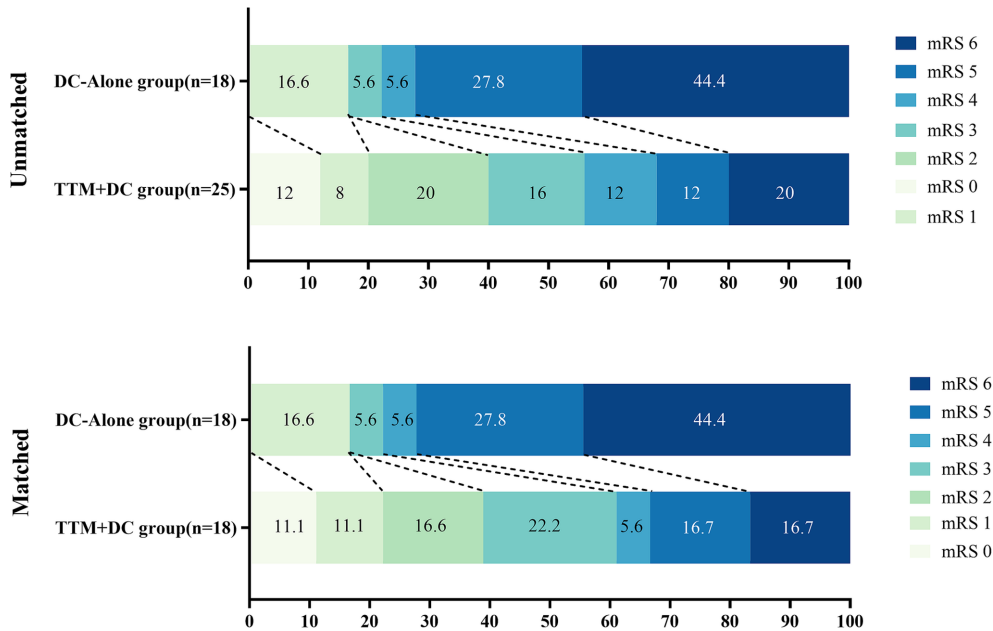 Unmatched
DC-Alone group(n=18)
16.6 5.6 5.6 27.8 44.4
TTM+DC group(n=25)
12 8 20 16 12 12 20
0 10 20 30 40 50 60 70 80 90 100
mRS 6
mRS 5
mRS 4
mRS 3
mRS 2
mRS 0
mRS 1
Matched
DC-Alone group(n=18)
16.6 5.6 5.6 27.8 44.4
TTM+DC group(n=18)
11.1 11.1 16.6 22.2 5.6 16.7 16.7
0 10 20 30 40 50 60 70 80 90 100
mRS 6
mRS 5
mRS 4
mRS 3
mRS 2
mRS 1
mRS 0